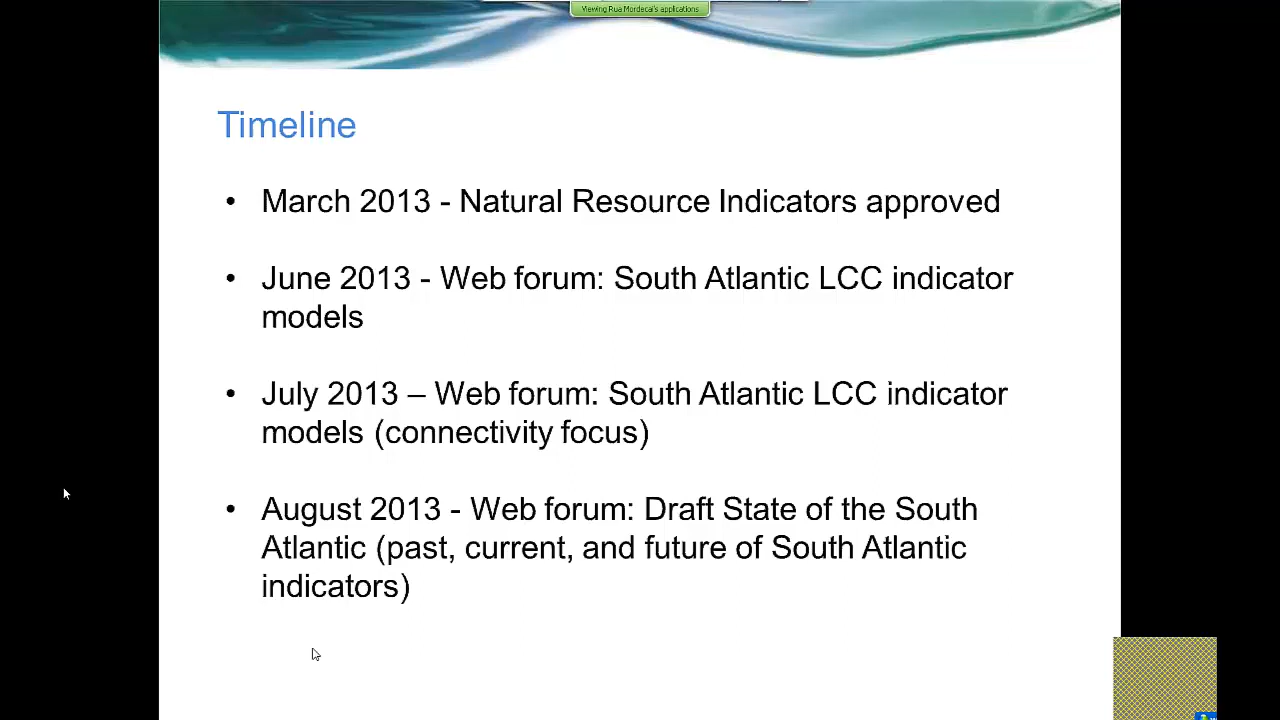 Viewing Rua Mordecai's applications
Timeline
• March 2013 - Natural Resource Indicators approved
• June 2013 - Web forum: South Atlantic LCC indicator
models
• July 2013 – Web forum: South Atlantic LCC indicator
models (connectivity focus)
• August 2013 - Web forum: Draft State of the South
Atlantic (past, current, and future of South Atlantic
indicators)